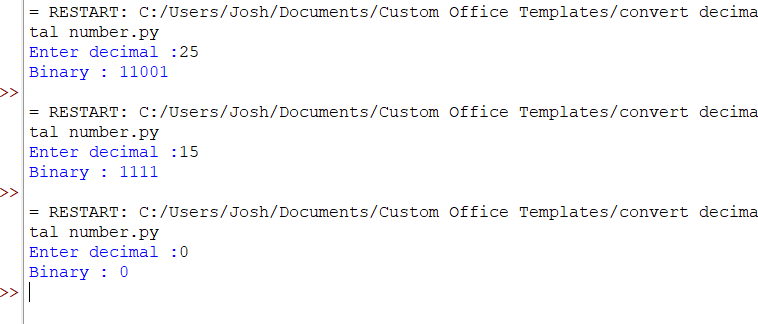 = RESTART: C:/Users/Josh/Documents/Custom Office Templates/convert decima
tal number.py
Enter decimal :25
Binary : 11001
>>
= RESTART: C:/Users/Josh/Documents/Custom Office Templates/convert decima
tal number.py
Enter decimal :15
Binary : 1111
>>
= RESTART: C:/Users/Josh/Documents/Custom Office Templates/convert decima
tal number.py
Enter decimal :0
Binary : 0
>>